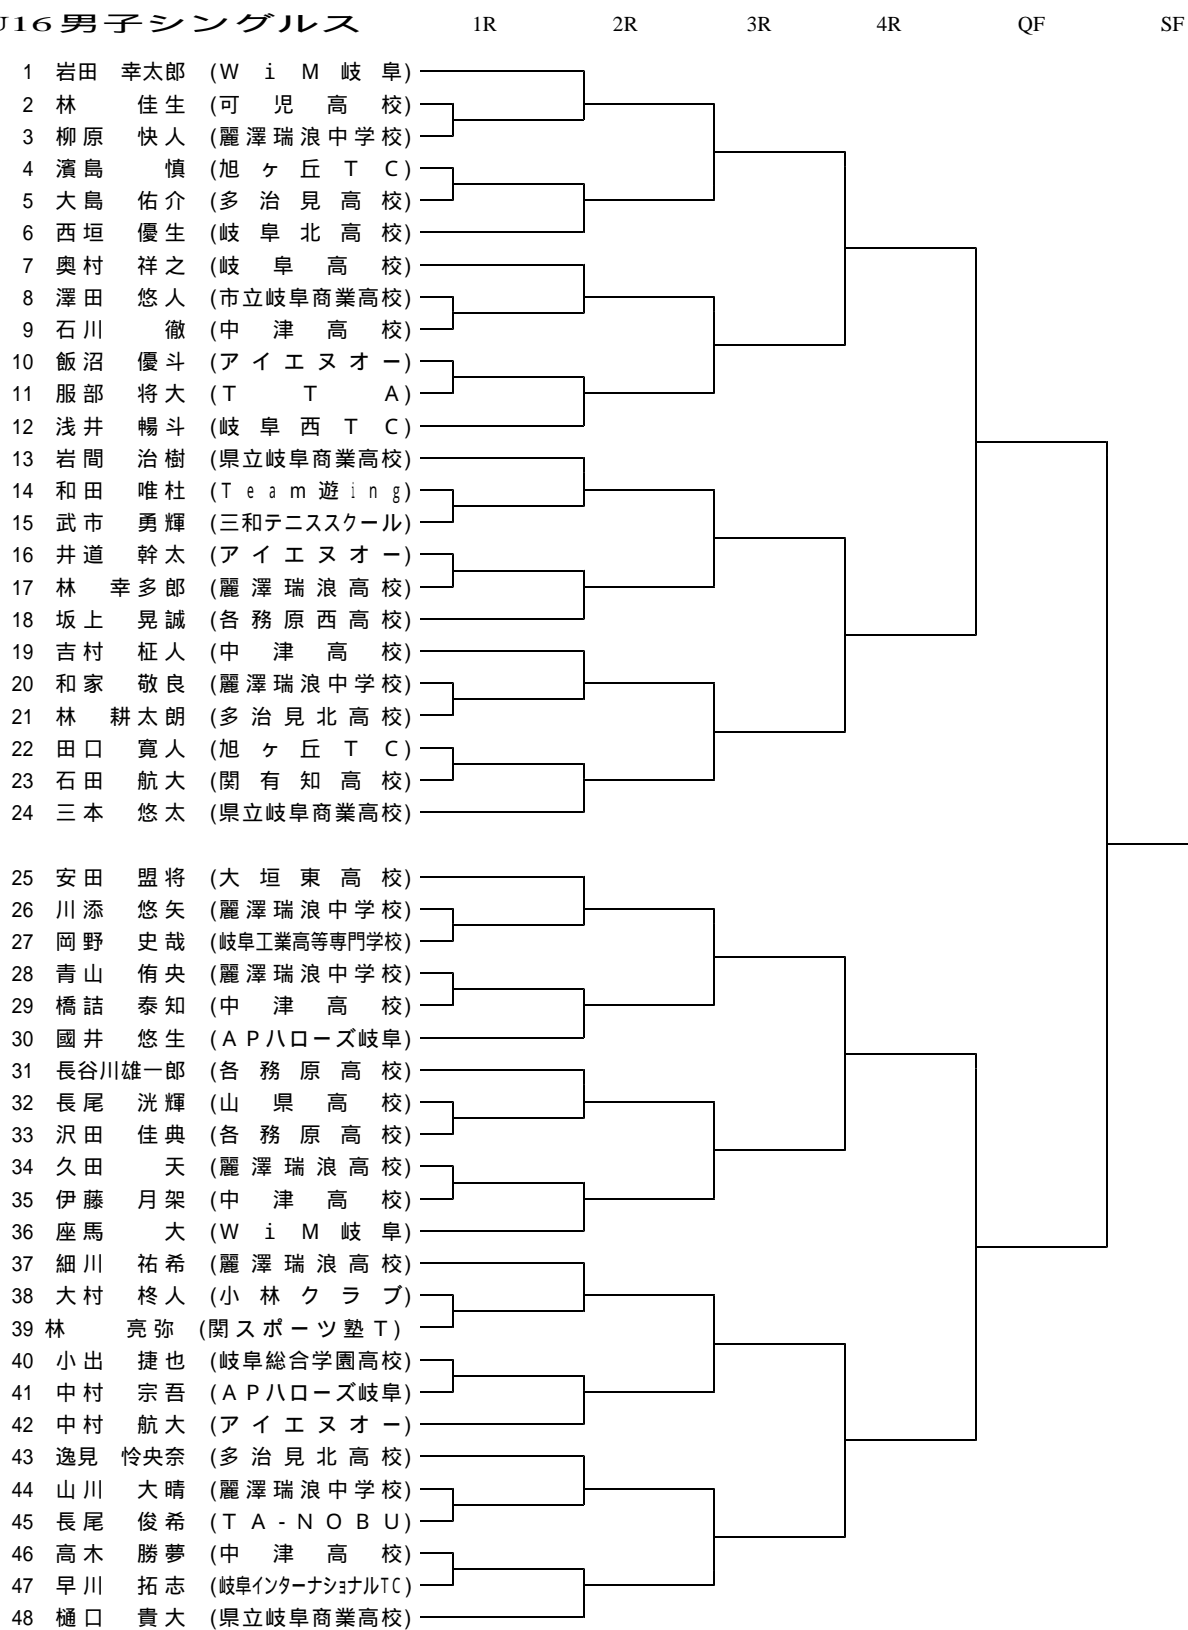 U16男子シングルス 1R 2R 3R 4R QF SF
1 岩田 幸太郎 (WiM岐阜)
2 林 佳生 (可児高校)
3 柳原 快人 (麗澤瑞浪中学校)
4 濱島 慎 (旭ヶ丘TC)
5 大島 佑介 (多治見高校)
6 西垣 優生 (岐阜北高校)
7 奥村 祥之 (岐阜高校)
8 澤田 悠人 (市立岐阜商業高校)
9 石川 徹 (中津高校)
10 飯沼 優斗 (アイエヌオー)
11 服部 将大 (TTA)
12 浅井 暢斗 (岐阜西TC)
13 岩間 治樹 (県立岐阜商業高校)
14 和田 唯杜 (Team遊ing)
15 武市 勇輝 (三和テニススクール)
16 井道 幹太 (アイエヌオー)
17 林 幸多郎 (麗澤瑞浪高校)
18 坂上 晃誠 (各務原西高校)
19 吉村 柾人 (中津高校)
20 和家 敬良 (麗澤瑞浪中学校)
21 林 耕太朗 (多治見北高校)
22 田口 寛人 (旭ヶ丘TC)
23 石田 航大 (関有知高校)
24 三本 悠太 (県立岐阜商業高校)
25 安田 盟将 (大垣東高校)
26 川添 悠矢 (麗澤瑞浪中学校)
27 岡野 史哉 (岐阜工業高等専門学校)
28 青山 侑央 (麗澤瑞浪中学校)
29 橋詰 泰知 (中津高校)
30 國井 悠生 (APハローズ岐阜)
31 長谷川雄一郎 (各務原高校)
32 長尾 洸輝 (山県高校)
33 沢田 佳典 (各務原高校)
34 久田 天 (麗澤瑞浪高校)
35 伊藤 月架 (中津高校)
36 座馬 大 (WiM岐阜)
37 細川 祐希 (麗澤瑞浪高校)
38 大村 柊人 (小林クラブ)
39 林 亮弥 (関スポーツ塾T)
40 小出 捷也 (岐阜総合学園高校)
41 中村 宗吾 (APハローズ岐阜)
42 中村 航大 (アイエヌオー)
43 逸見 怜央奈 (多治見北高校)
44 山川 大晴 (麗澤瑞浪中学校)
45 長尾 俊希 (TA-NOBU)
46 高木 勝夢 (中津高校)
47 早川 拓志 (岐阜インターナショナルTC)
48 樋口 貴大 (県立岐阜商業高校)